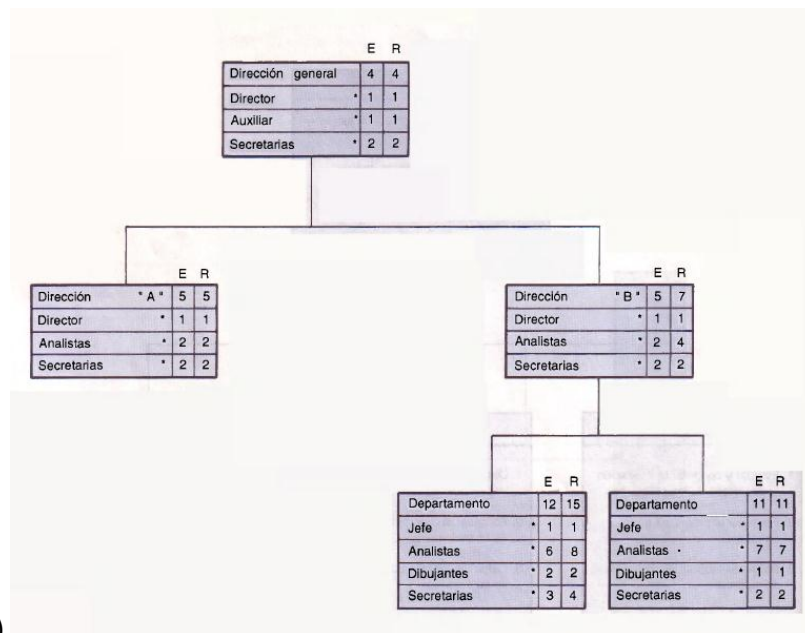 E R
Dirección general 4 4
Director * 1 1
Auxiliar * 1 1
Secretarias * 2 2
E R
Dirección "A" 5 5
Director * 1 1
Analistas * 2 2
Secretarias * 2 2
E R
Dirección "B" 5 7
Director * 1 1
Analistas * 2 4
Secretarias * 2 2
E R
Departamento 12 15
Jefe * 1 1
Analistas * 6 8
Dibujantes * 2 2
Secretarias * 3 4
E R
Departamento 11 11
Jefe * 1 1
Analistas * 7 7
Dibujantes * 1 1
Secretarias * 2 2
)